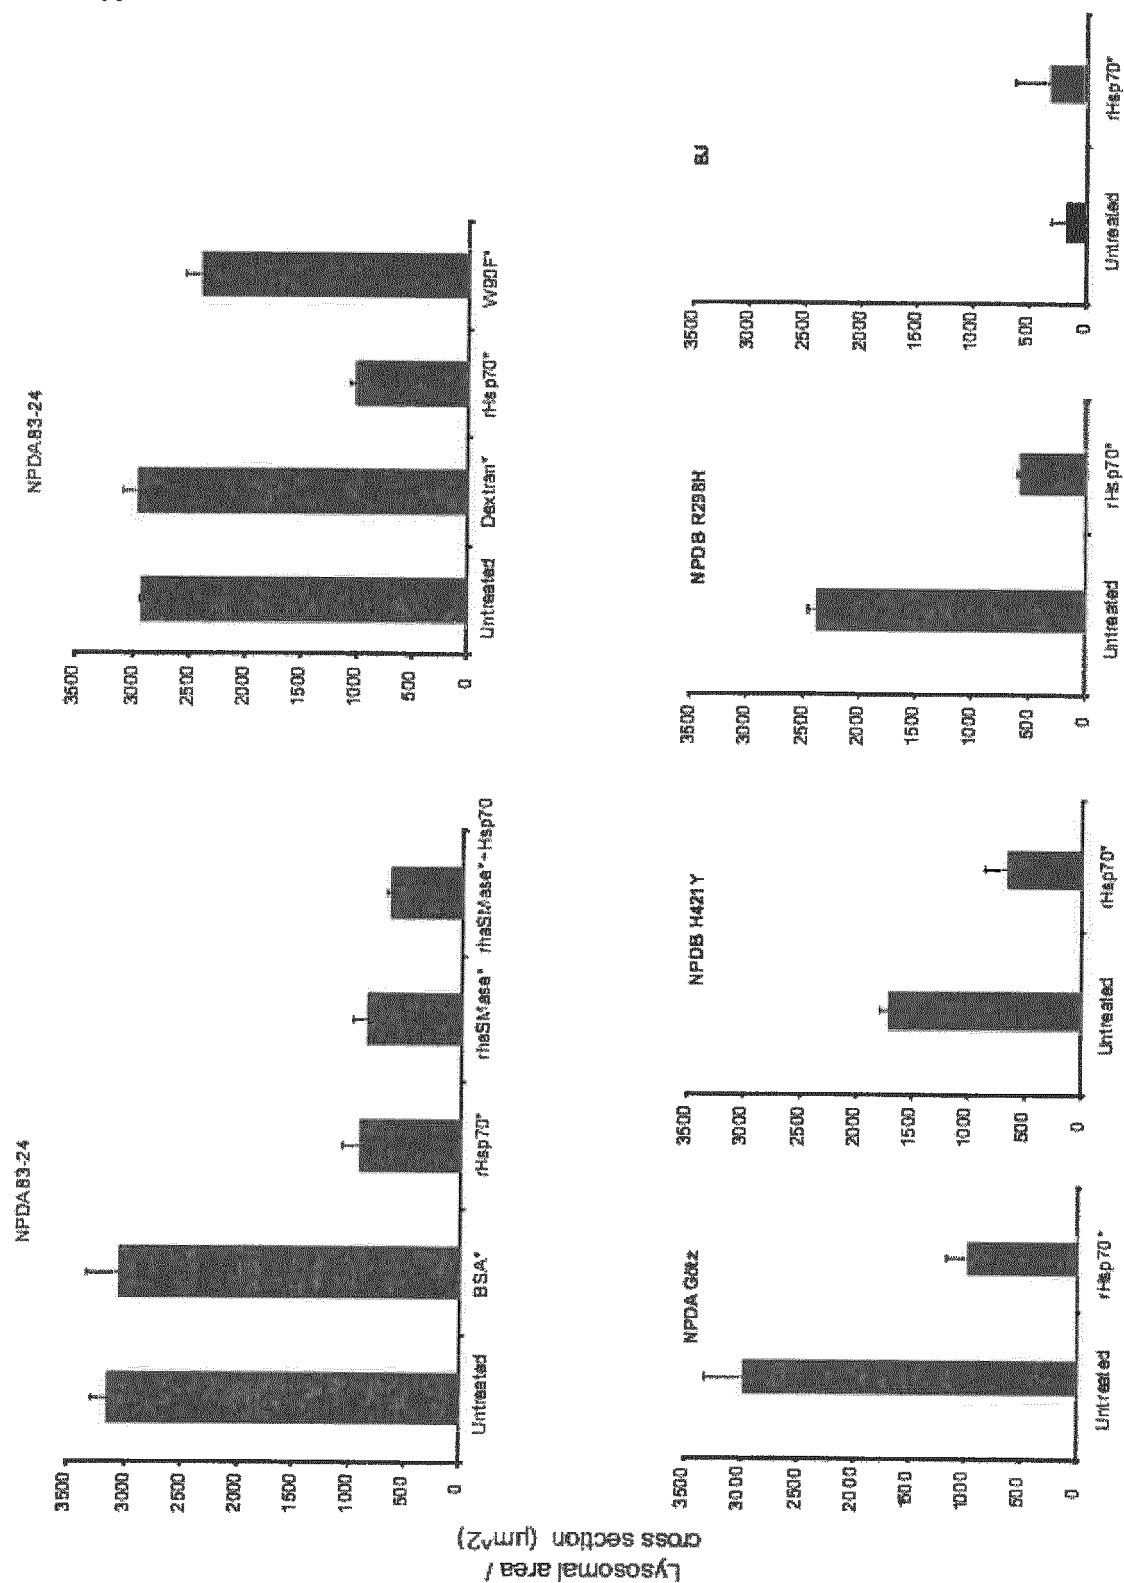 Lysosomal area /
cross section (µm^2)
NPDA83-24
3500
3000
2500
2000
1500
1000
500
0
Untreated
BSA*
rHsp70*
rhaSMase*
rhaSMase*+Hsp70
NPDA83-24
3500
3000
2500
2000
1500
1000
500
0
Untreated
Dextran*
rHsp70*
W90F*
NPDA Götz
3500
3000
2500
2000
1500
1000
500
0
Untreated
rHsp70*
NPDB H421Y
3500
3000
2500
2000
1500
1000
500
0
Untreated
rHsp70*
NPDB R298H
3500
3000
2500
2000
1500
1000
500
0
Untreated
rHsp70*
BJ
3500
3000
2500
2000
1500
1000
500
0
Untreated
rHsp70*